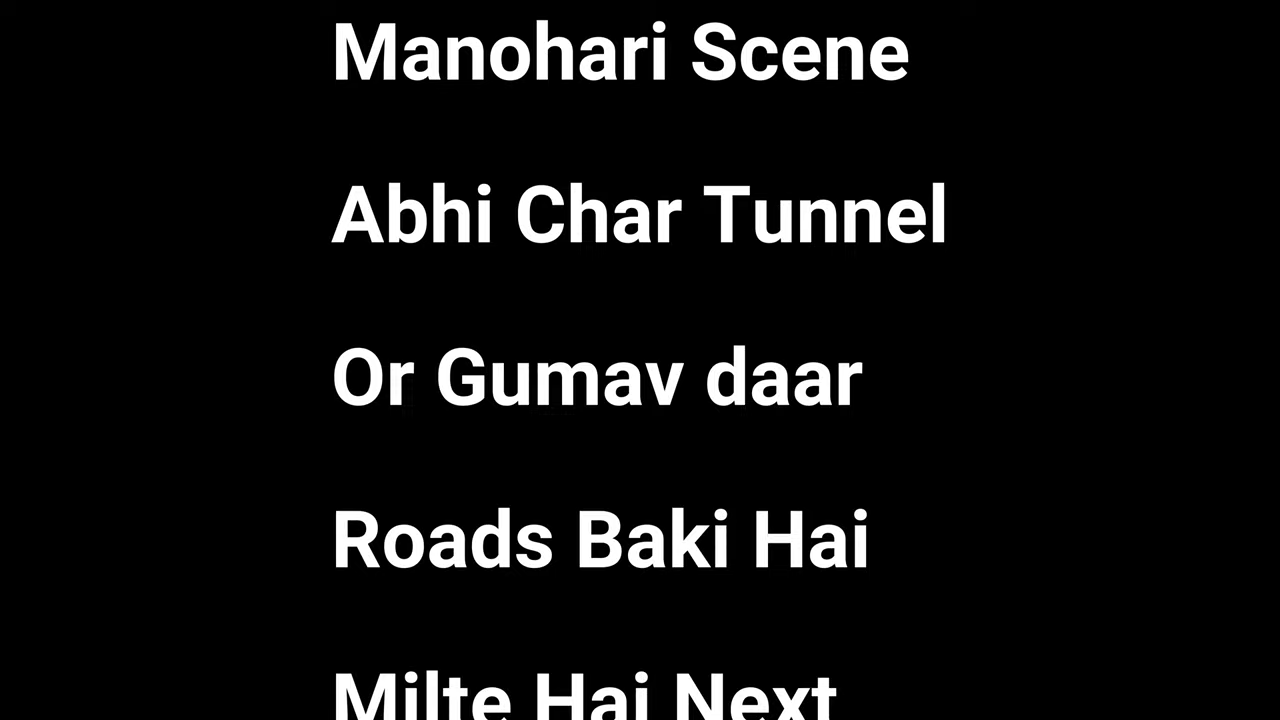 Manohari Scene
Abhi Char Tunnel
Or Gumav daar
Roads Baki Hai
Milte Hai Next